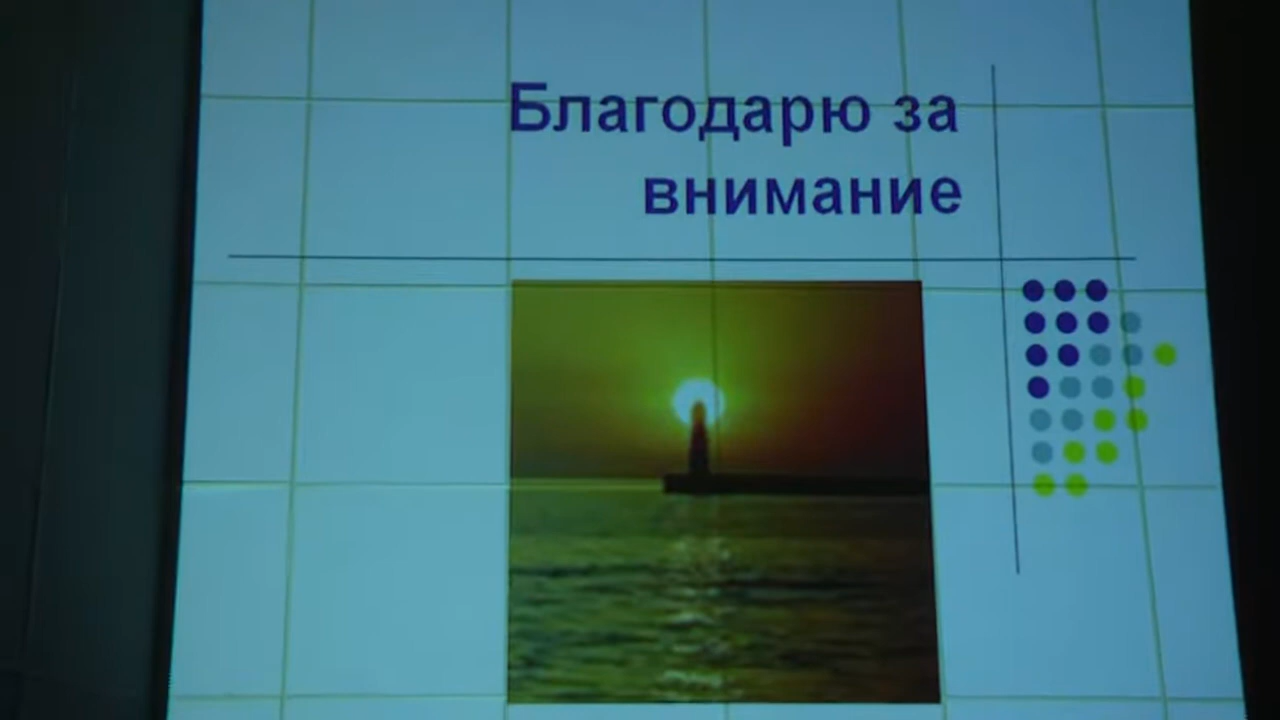 Благодарю за
внимание